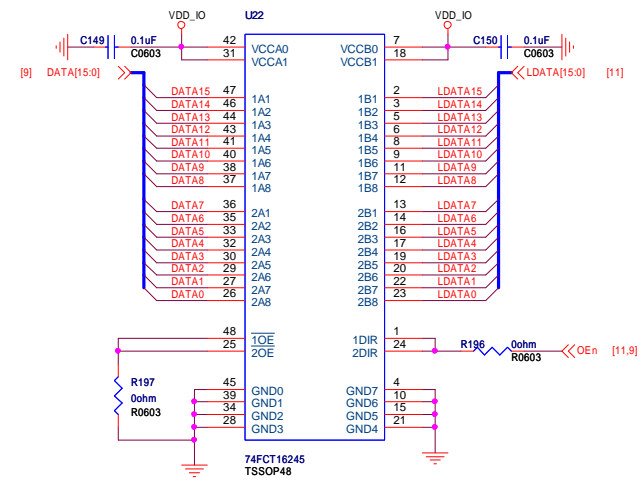 VDD_IO U22 VDD_IO
C149 0.1uF 42 VCCA0 VCCB0 7 C150 0.1uF
C0603 31 VCCA1 VCCB1 18 C0603
[9] DATA[15:0] LDATA[15:0] [11]
DATA15 47 1A1 1B1 2 LDATA15
DATA14 46 1A2 1B2 3 LDATA14
DATA13 44 1A3 1B3 5 LDATA13
DATA12 43 1A4 1B4 6 LDATA12
DATA11 41 1A5 1B5 8 LDATA11
DATA10 40 1A6 1B6 9 LDATA10
DATA9 38 1A7 1B7 11 LDATA9
DATA8 37 1A8 1B8 12 LDATA8
DATA7 36 2A1 2B1 13 LDATA7
DATA6 35 2A2 2B2 14 LDATA6
DATA5 33 2A3 2B3 16 LDATA5
DATA4 32 2A4 2B4 17 LDATA4
DATA3 30 2A5 2B5 19 LDATA3
DATA2 29 2A6 2B6 20 LDATA2
DATA1 27 2A7 2B7 22 LDATA1
DATA0 26 2A8 2B8 23 LDATA0
48 1OE 1DIR 1
25 2OE 2DIR 24 R196 0ohm OEn [11,9]
R0603
R197 45 GND0 GND7 4
0ohm 39 GND1 GND6 10
R0603 34 GND2 GND5 15
28 GND3 GND4 21
74FCT16245
TSSOP48